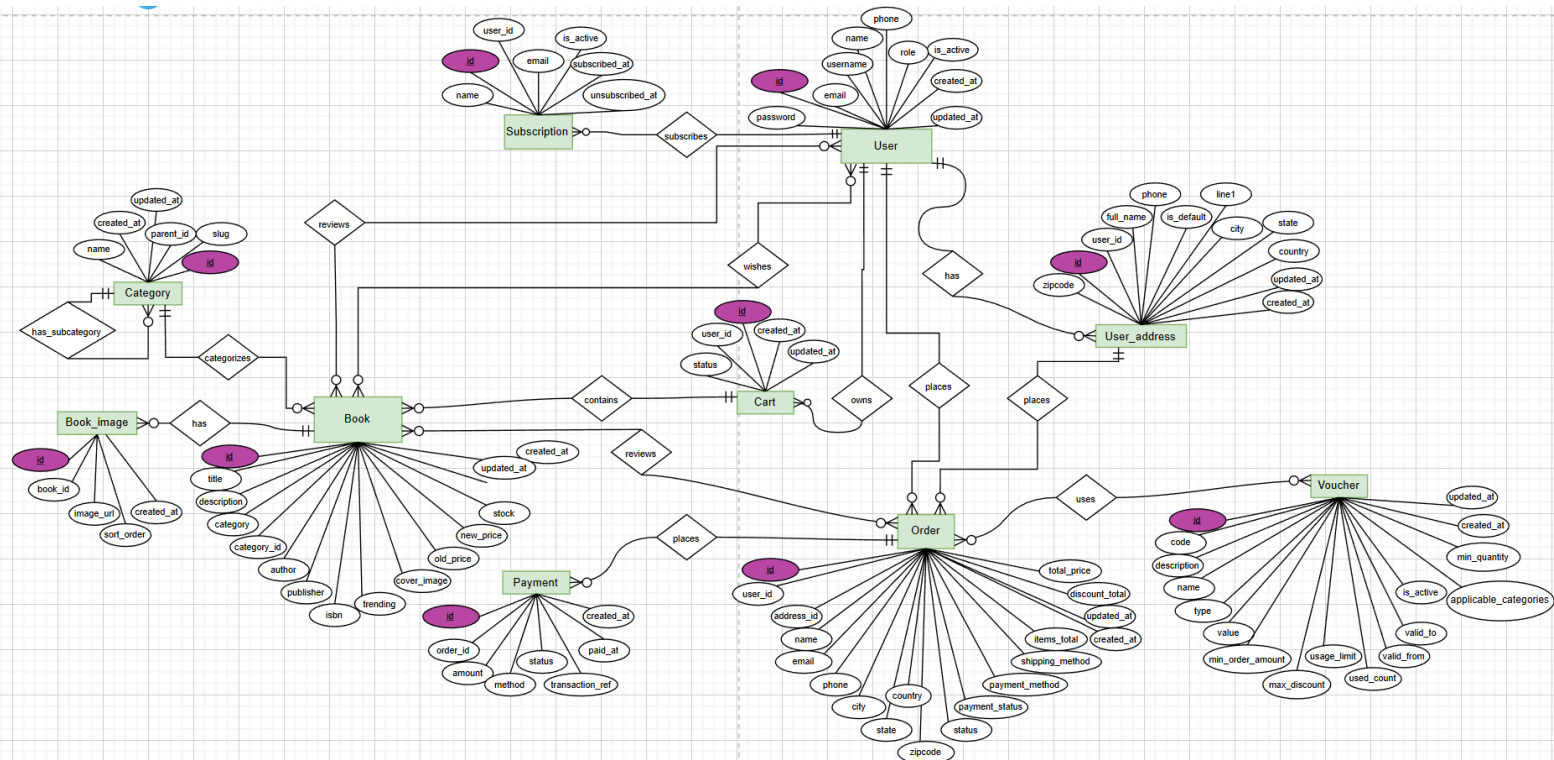 phone
user_id
name
is_active
is_active
role
id
email
username
subscribed_at
id
created_at
name
unsubscribed_at
email
password
updated_at
Subscription
subscribes
User
updated_at
phone
line1
created_at
parent_id
slug
reviews
full_name
is_default
city
state
name
id
user_id
country
wishes
id
has
zipcode
updated_at
created_at
Category
has_subcategory
id
user_id
created_at
User_address
categorizes
status
updated_at
contains
Cart
owns
places
places
Book_image
has
Book
reviews
id
book_id
image_url
sort_order
created_at
id
title
description
category
category_id
author
publisher
isbn
trending
cover_image
old_price
new_price
stock
updated_at
created_at
uses
Voucher
places
Order
Payment
id
order_id
amount
method
status
transaction_ref
paid_at
created_at
id
user_id
address_id
name
email
phone
city
state
country
zipcode
status
payment_status
payment_method
shipping_method
items_total
created_at
updated_at
discount_total
total_price
id
code
description
name
type
value
min_order_amount
max_discount
usage_limit
used_count
valid_from
valid_to
is_active
applicable_categories
min_quantity
created_at
updated_at